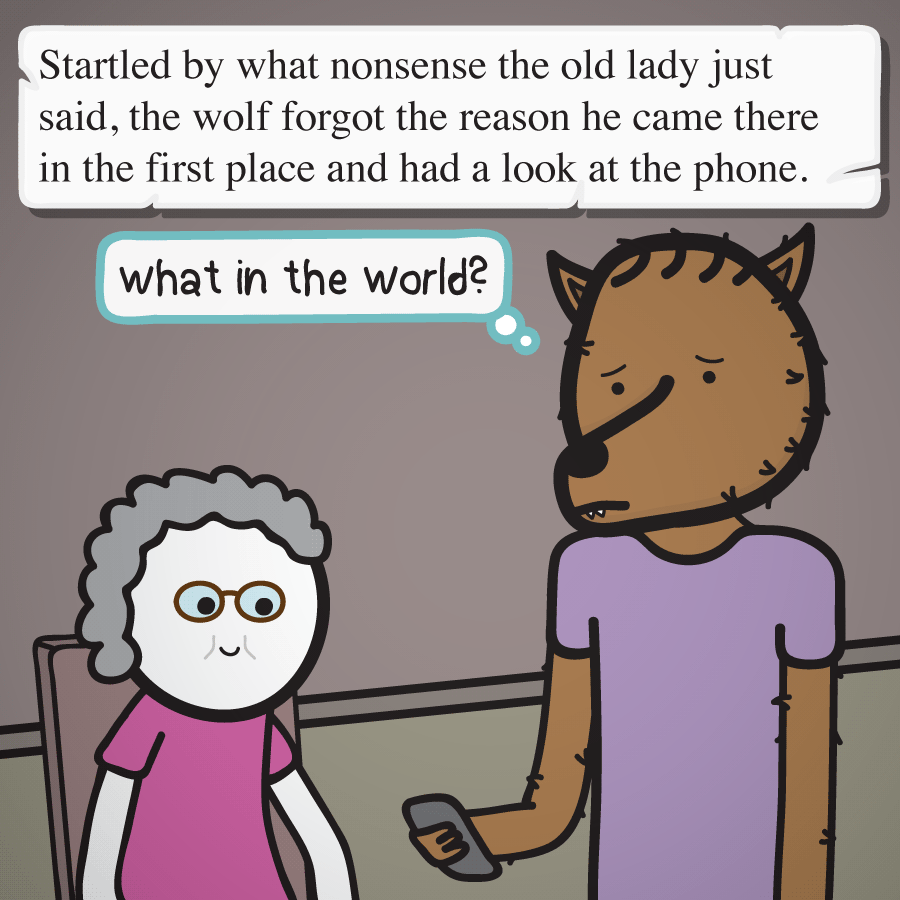 Startled by what nonsense the old lady just
said, the wolf forgot the reason he came there
in the first place and had a look at the phone.
what in the world?